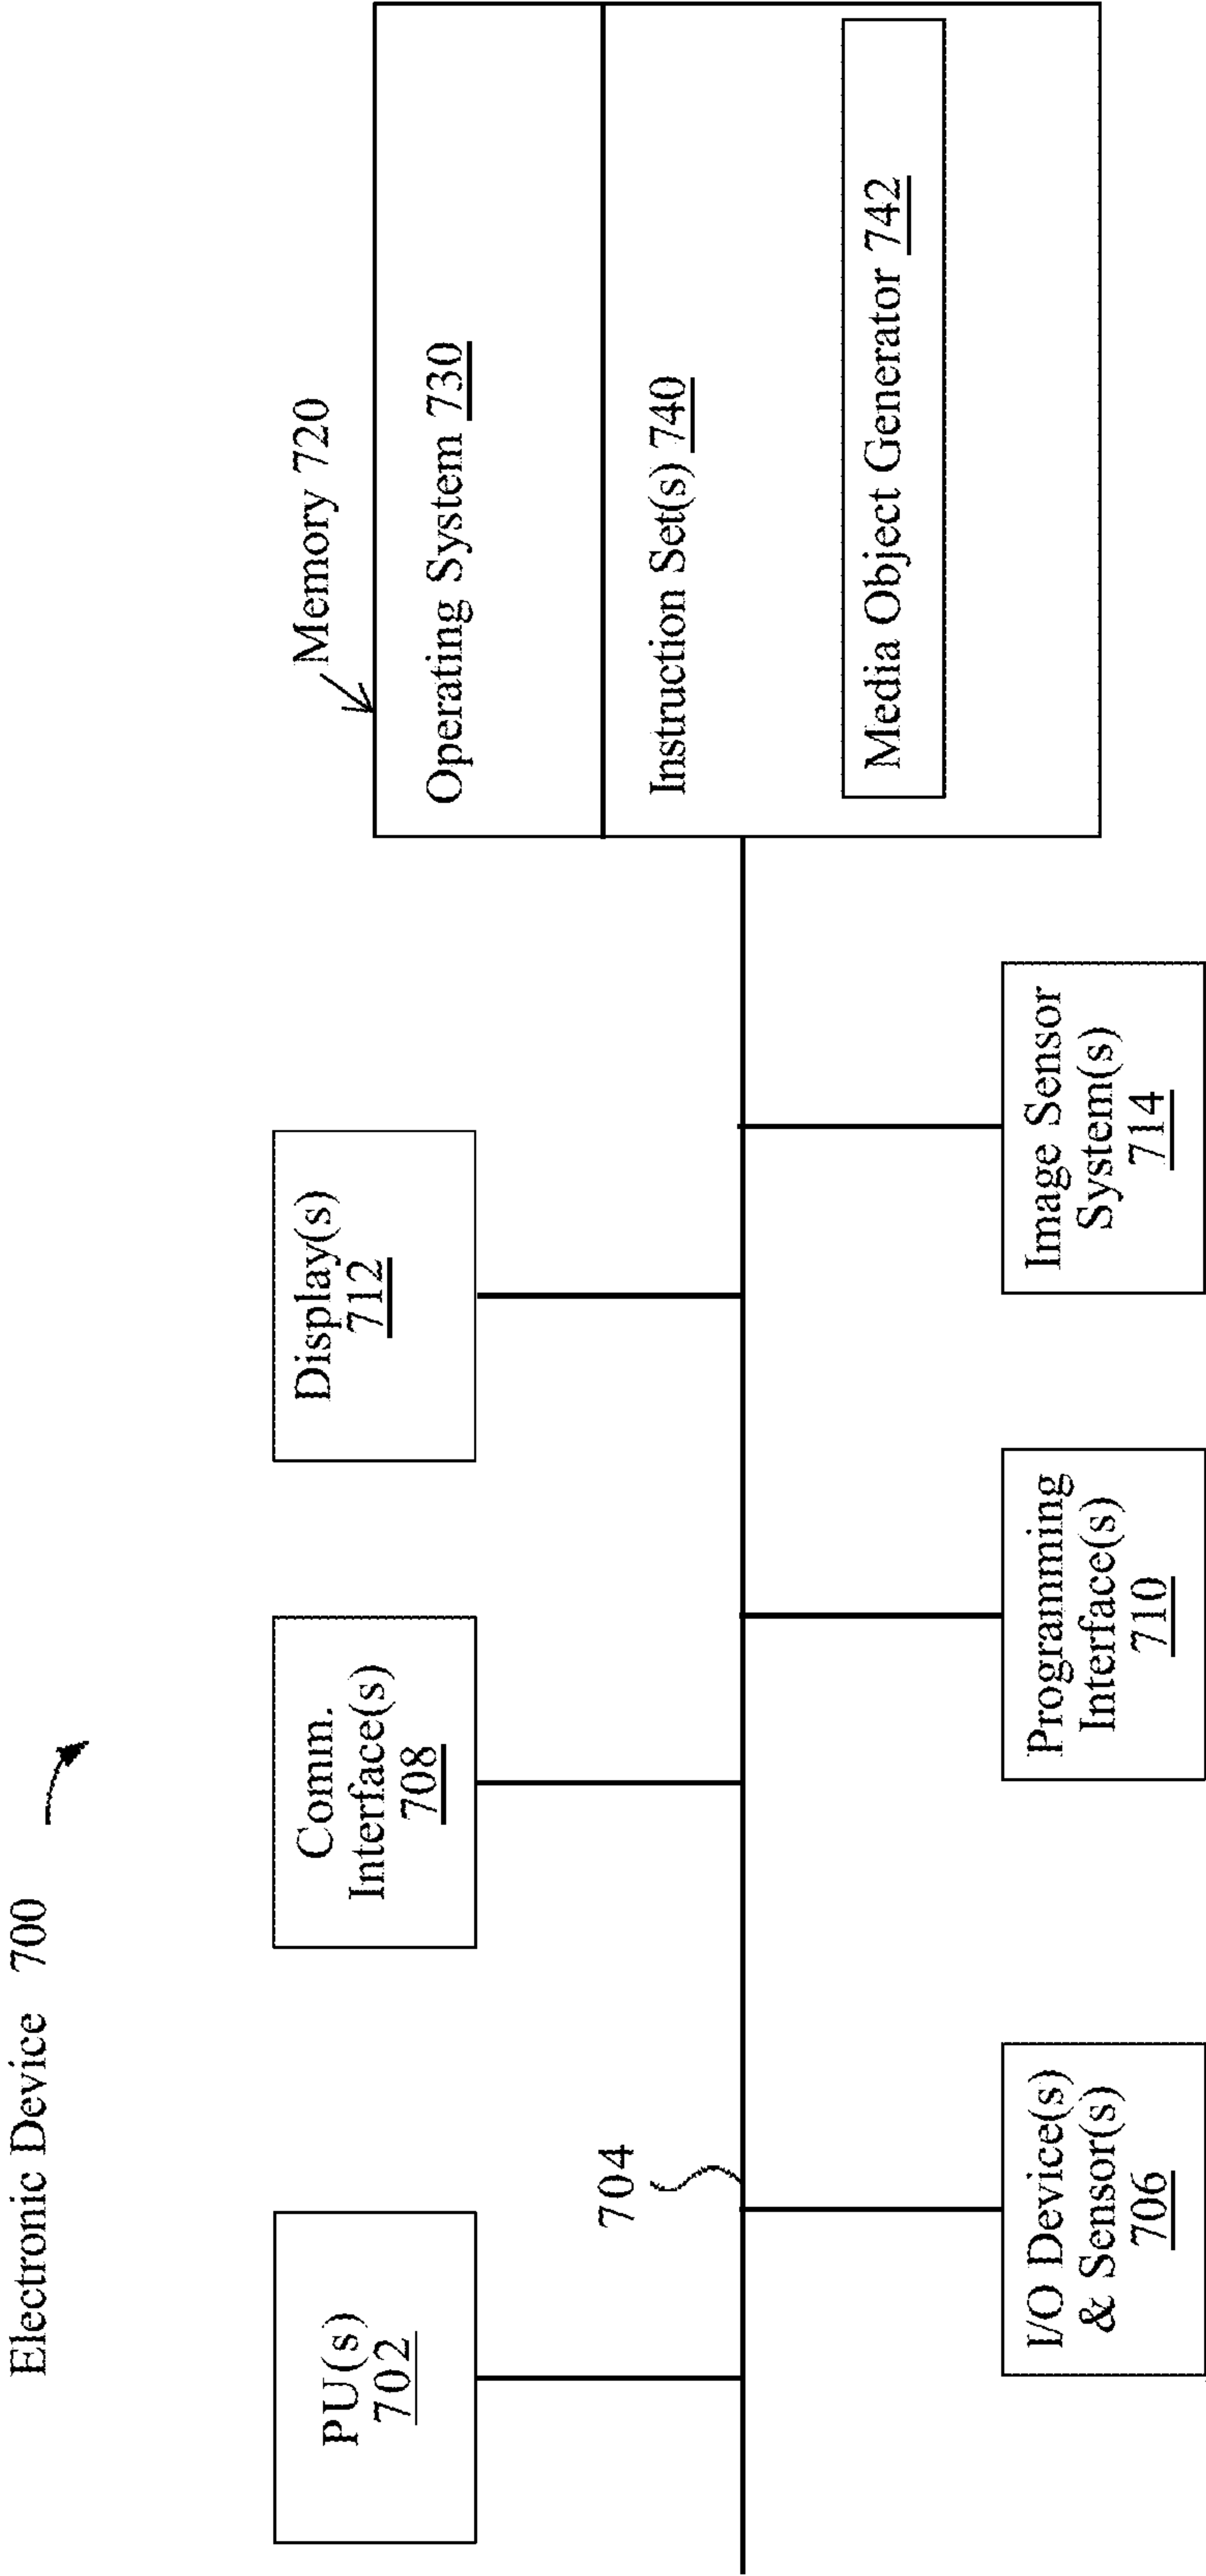 Electronic Device 700
PU(s)
702
Comm.
Interface(s)
708
Display(s)
712
Memory 720
Operating System 730
Instruction Set(s) 740
Media Object Generator 742
704
I/O Device(s)
& Sensor(s)
706
Programming
Interface(s)
710
Image Sensor
System(s)
714